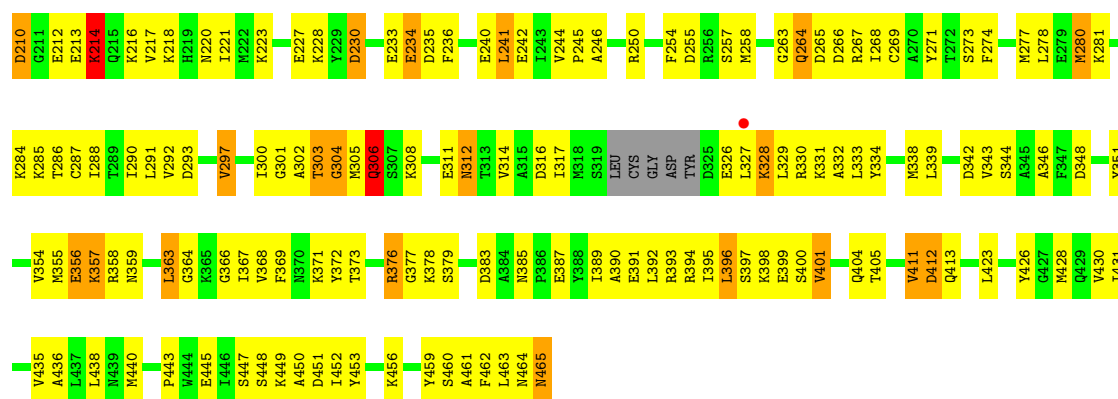 D210 G211 E212 E213 K214 Q215 K216 V217 K218 H219 N220 I221 M222 K223 E227 K228 Y229 D230 E233 E234 D235 F236 E240 L241 E242 I243 V244 P245 A246 R250 F254 D255 R256 S257 M258 G263 Q264 D265 D266 R267 I268 C269 A270 Y271 T272 S273 F274 M277 L278 E279 M280 K281
K284 K285 T286 C287 I288 T289 I290 L291 V292 D293 V297 I300 G301 A302 T303 G304 M305 Q306 S307 K308 E311 N312 T313 V314 A315 D316 I317 M318 S319 LEU CYS GLY ASP TYR D325 E326 L327 K328 L329 R330 K331 A332 L333 Y334 M338 L339 D342 V343 S344 A345 A346 F347 D348 Y351
V354 M355 E356 K357 R358 N359 L363 G364 K365 G366 I367 V368 F369 N370 K371 Y372 T373 R376 G377 K378 S379 D383 A384 N385 P386 E387 Y388 I389 A390 E391 L392 R393 R394 I395 L396 S397 K398 E399 S400 V401 Q404 T405 V411 D412 Q413 L423 Y426 G427 M428 Q429 V430
V435 A436 L437 L438 N439 M440 P443 W444 E445 I446 S447 S448 K449 A450 D451 I452 Y453 K456 Y459 S460 A461 F462 L463 N464 N465